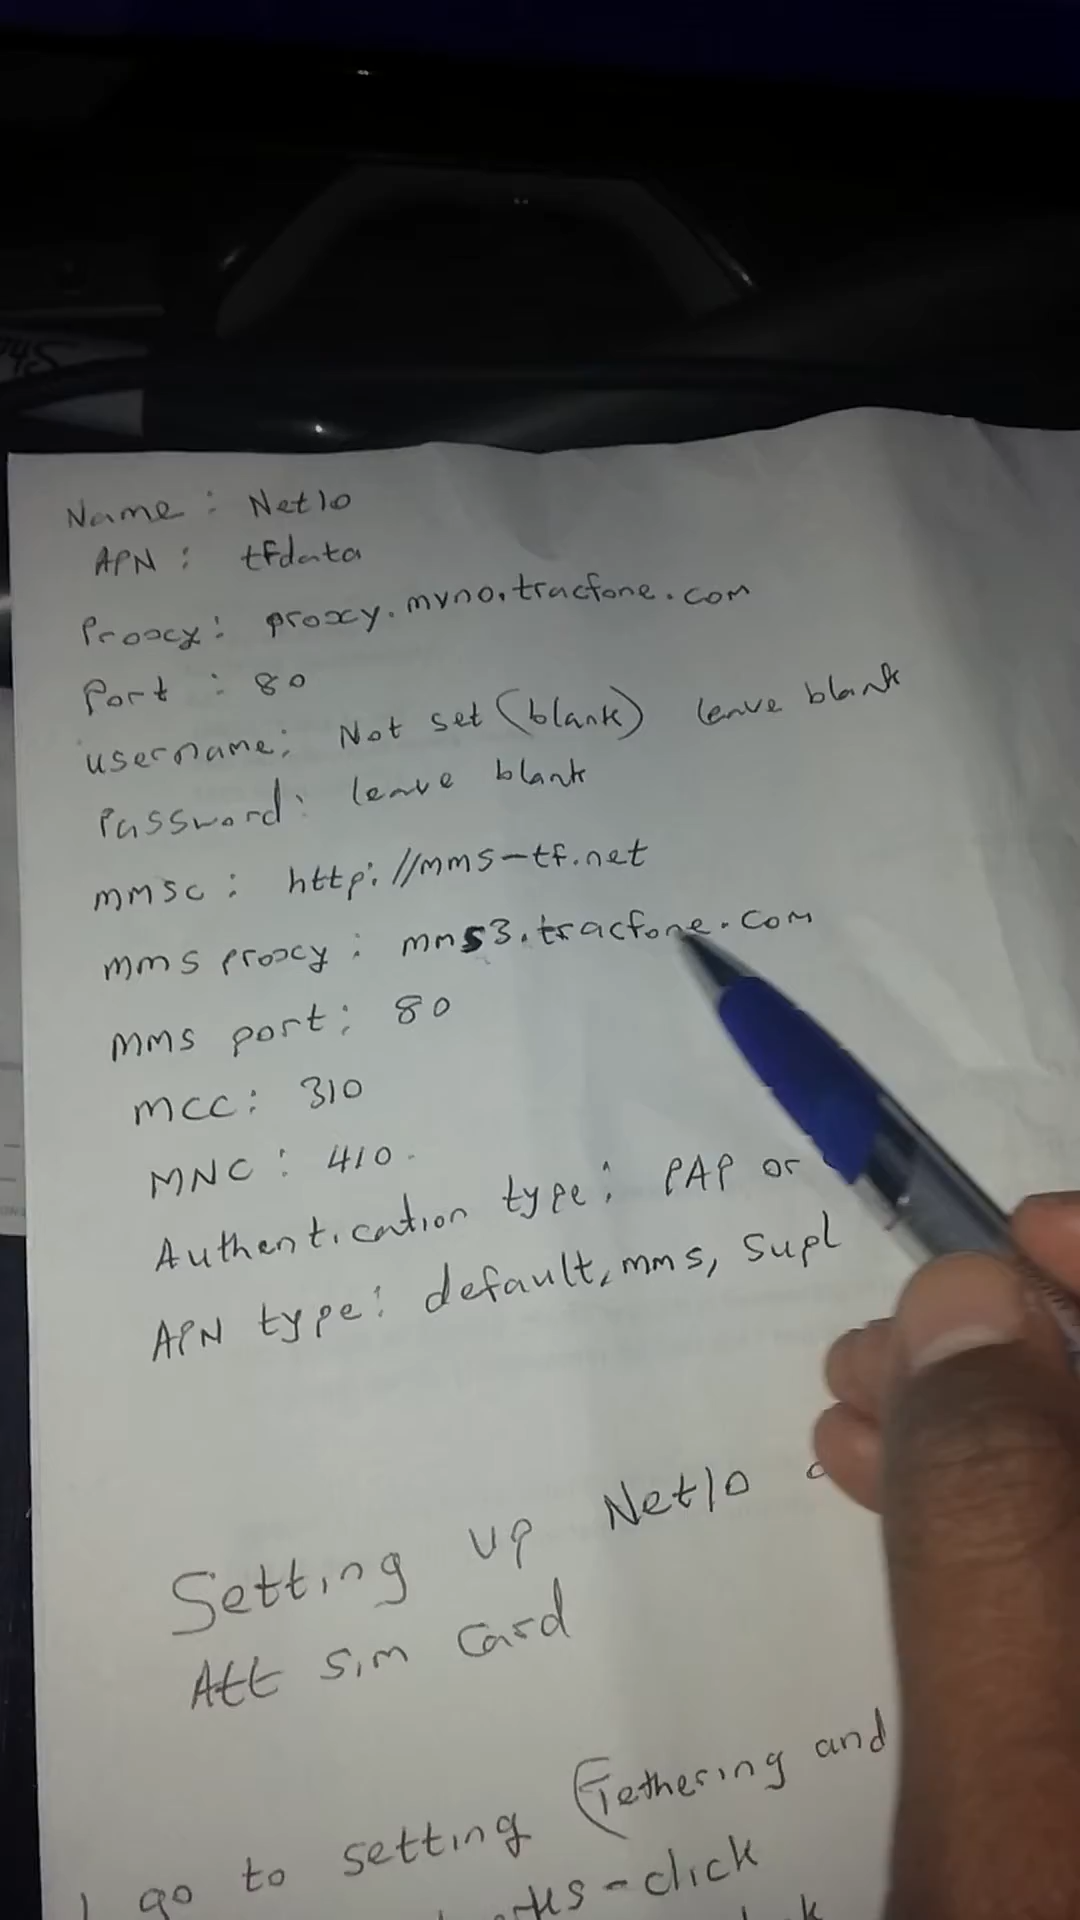 Name : Net10
APN : tfdata
Proxy: proxy.mvno.tracfone.com
Port : 80
username: Not set (blank) leave blank
Password: leave blank
mmsc : http://mms-tf.net
mms proxy : mms3.tracfone.com
mms port: 80
MCC: 310
MNC : 410
Authentication type: PAP or
APN type: default, mms, supl
Setting up Net10
Att sim card
go to setting (Tethering and
-click